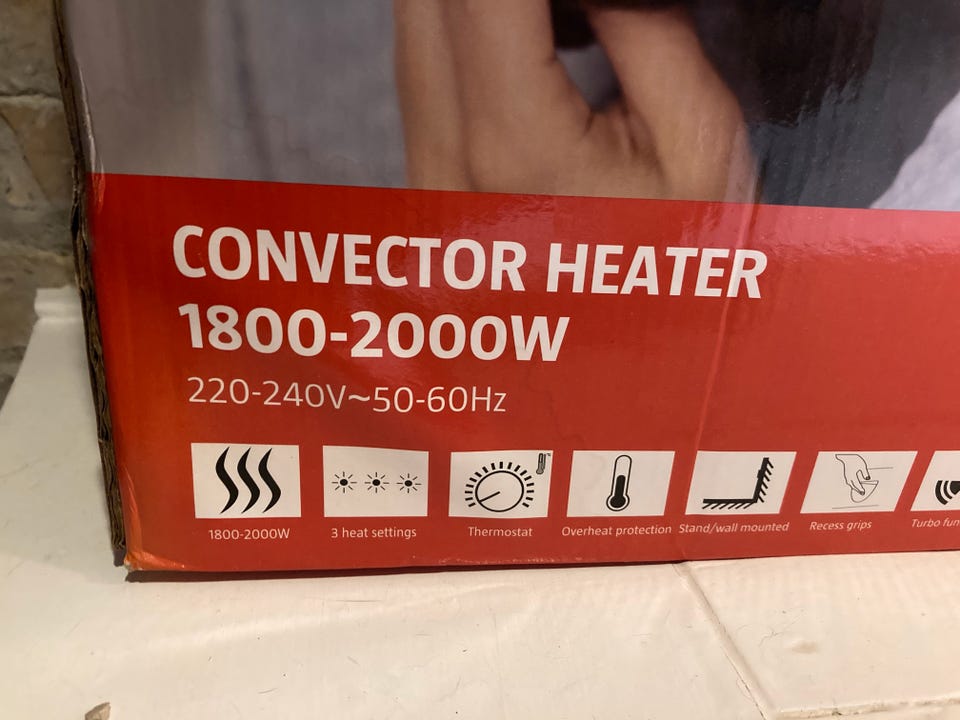 CONVECTOR HEATER
1800-2000W
220-240V~50-60Hz
1800-2000W
3 heat settings
Thermostat
Overheat protection
Stand/wall mounted
Recess grips
Turbo